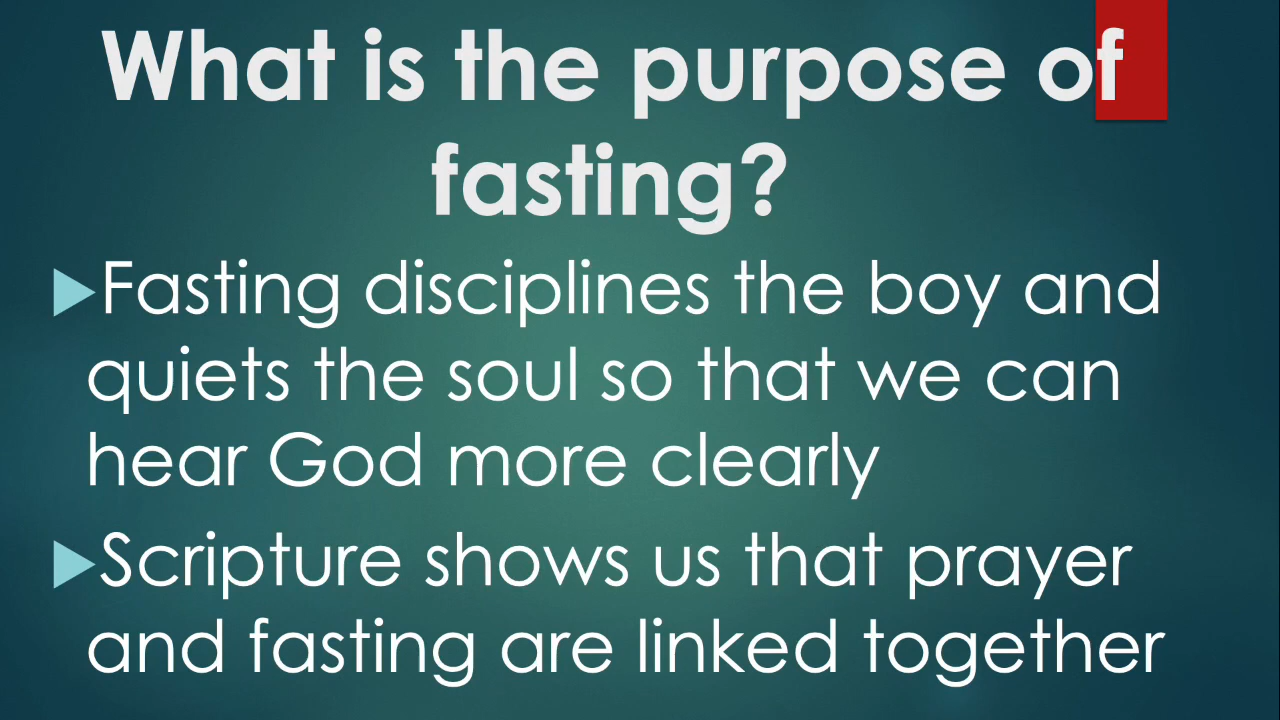 What is the purpose of
fasting?
Fasting disciplines the boy and
quiets the soul so that we can
hear God more clearly
Scripture shows us that prayer
and fasting are linked together